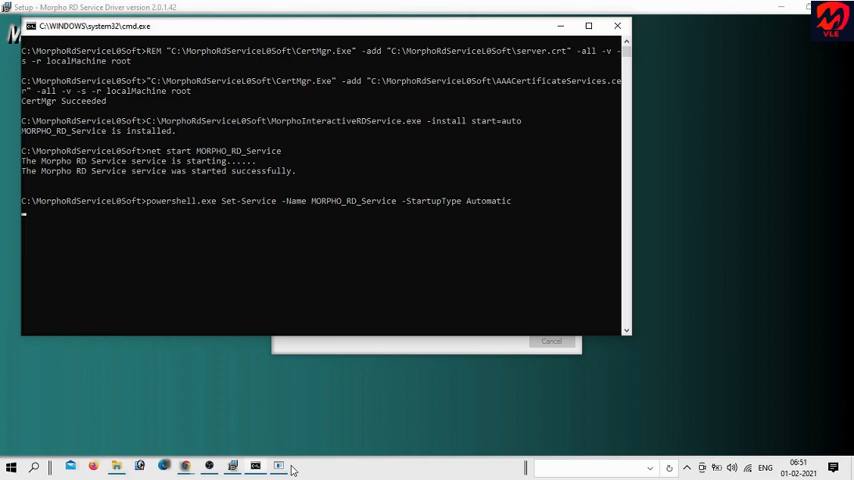 Setup - Morpho RD Service Driver version 2.0.1.42
C:\WINDOWS\system32\cmd.exe
C:\MorphoRdServiceL0Soft>REM "C:\MorphoRdServiceL0Soft\CertMgr.Exe" -add "C:\MorphoRdServiceL0Soft\server.crt" -all -v -
s -r localMachine root
C:\MorphoRdServiceL0Soft>"C:\MorphoRdServiceL0Soft\CertMgr.Exe" -add "C:\MorphoRdServiceL0Soft\AAACertificateServices.ce
r" -all -v -s -r localMachine root
CertMgr Succeeded
C:\MorphoRdServiceL0Soft>C:\MorphoRdServiceL0Soft\MorphoInteractiveRDService.exe -install start=auto
MORPHO_RD_Service is installed.
C:\MorphoRdServiceL0Soft>net start MORPHO_RD_Service
The Morpho RD Service service is starting......
The Morpho RD Service service was started successfully.
C:\MorphoRdServiceL0Soft>powershell.exe Set-Service -Name MORPHO_RD_Service -StartupType Automatic
Cancel
VLE
ENG
06:51
01-02-2021